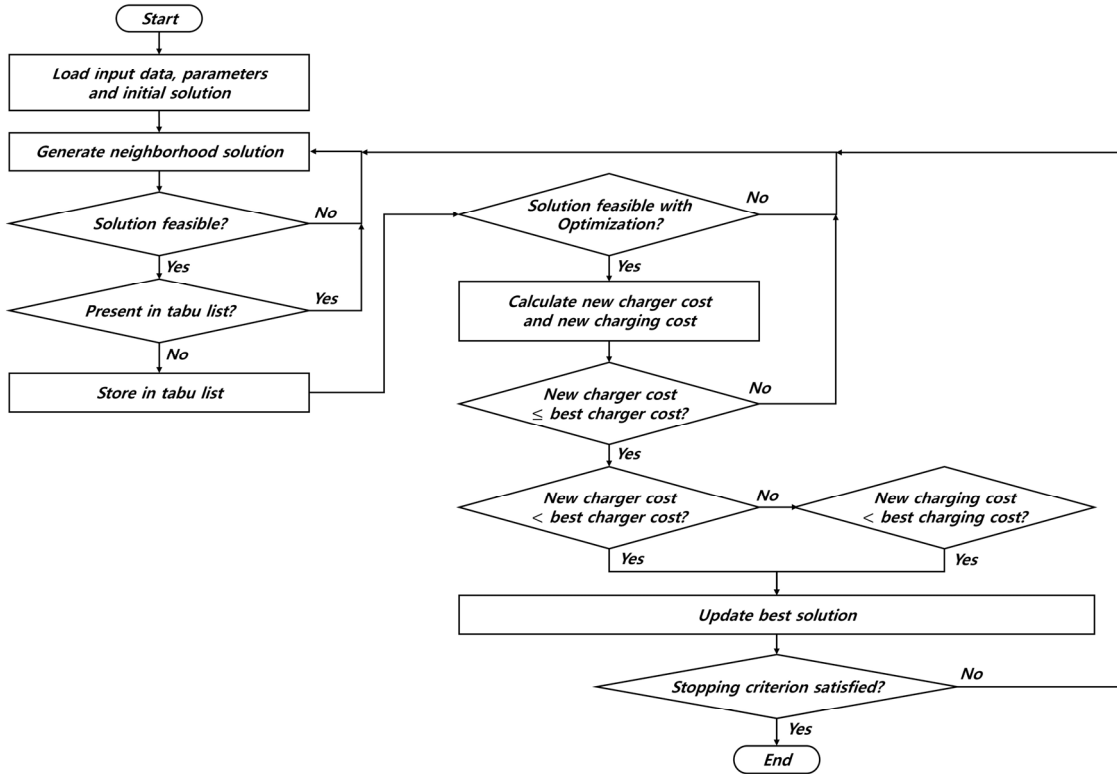 Start
Load input data, parameters
and initial solution
Generate neighborhood solution
Solution feasible?
No
Yes
Present in tabu list?
Yes
No
Store in tabu list
Solution feasible with
Optimization?
No
Yes
Calculate new charger cost
and new charging cost
New charger cost
≤ best charger cost?
No
Yes
New charger cost
< best charger cost?
No
Yes
New charging cost
< best charging cost?
Yes
Update best solution
Stopping criterion satisfied?
No
Yes
End